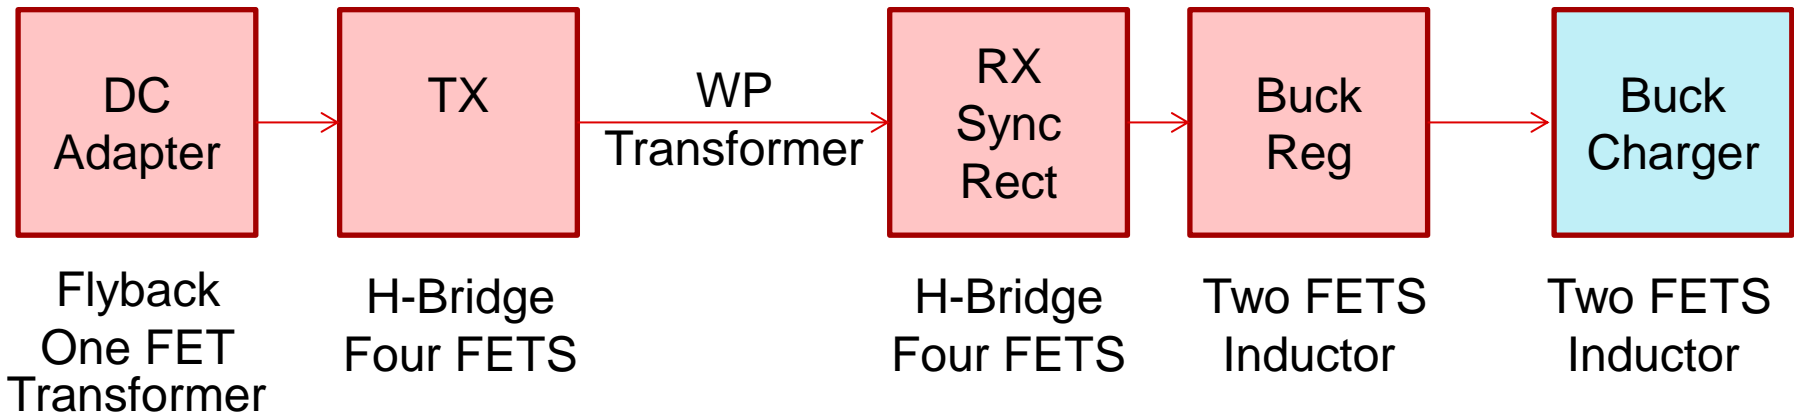 DC
Adapter
TX
WP
Transformer
RX
Sync
Rect
Buck
Reg
Buck
Charger
Flyback
One FET
Transformer
H-Bridge
Four FETS
H-Bridge
Four FETS
Two FETS
Inductor
Two FETS
Inductor